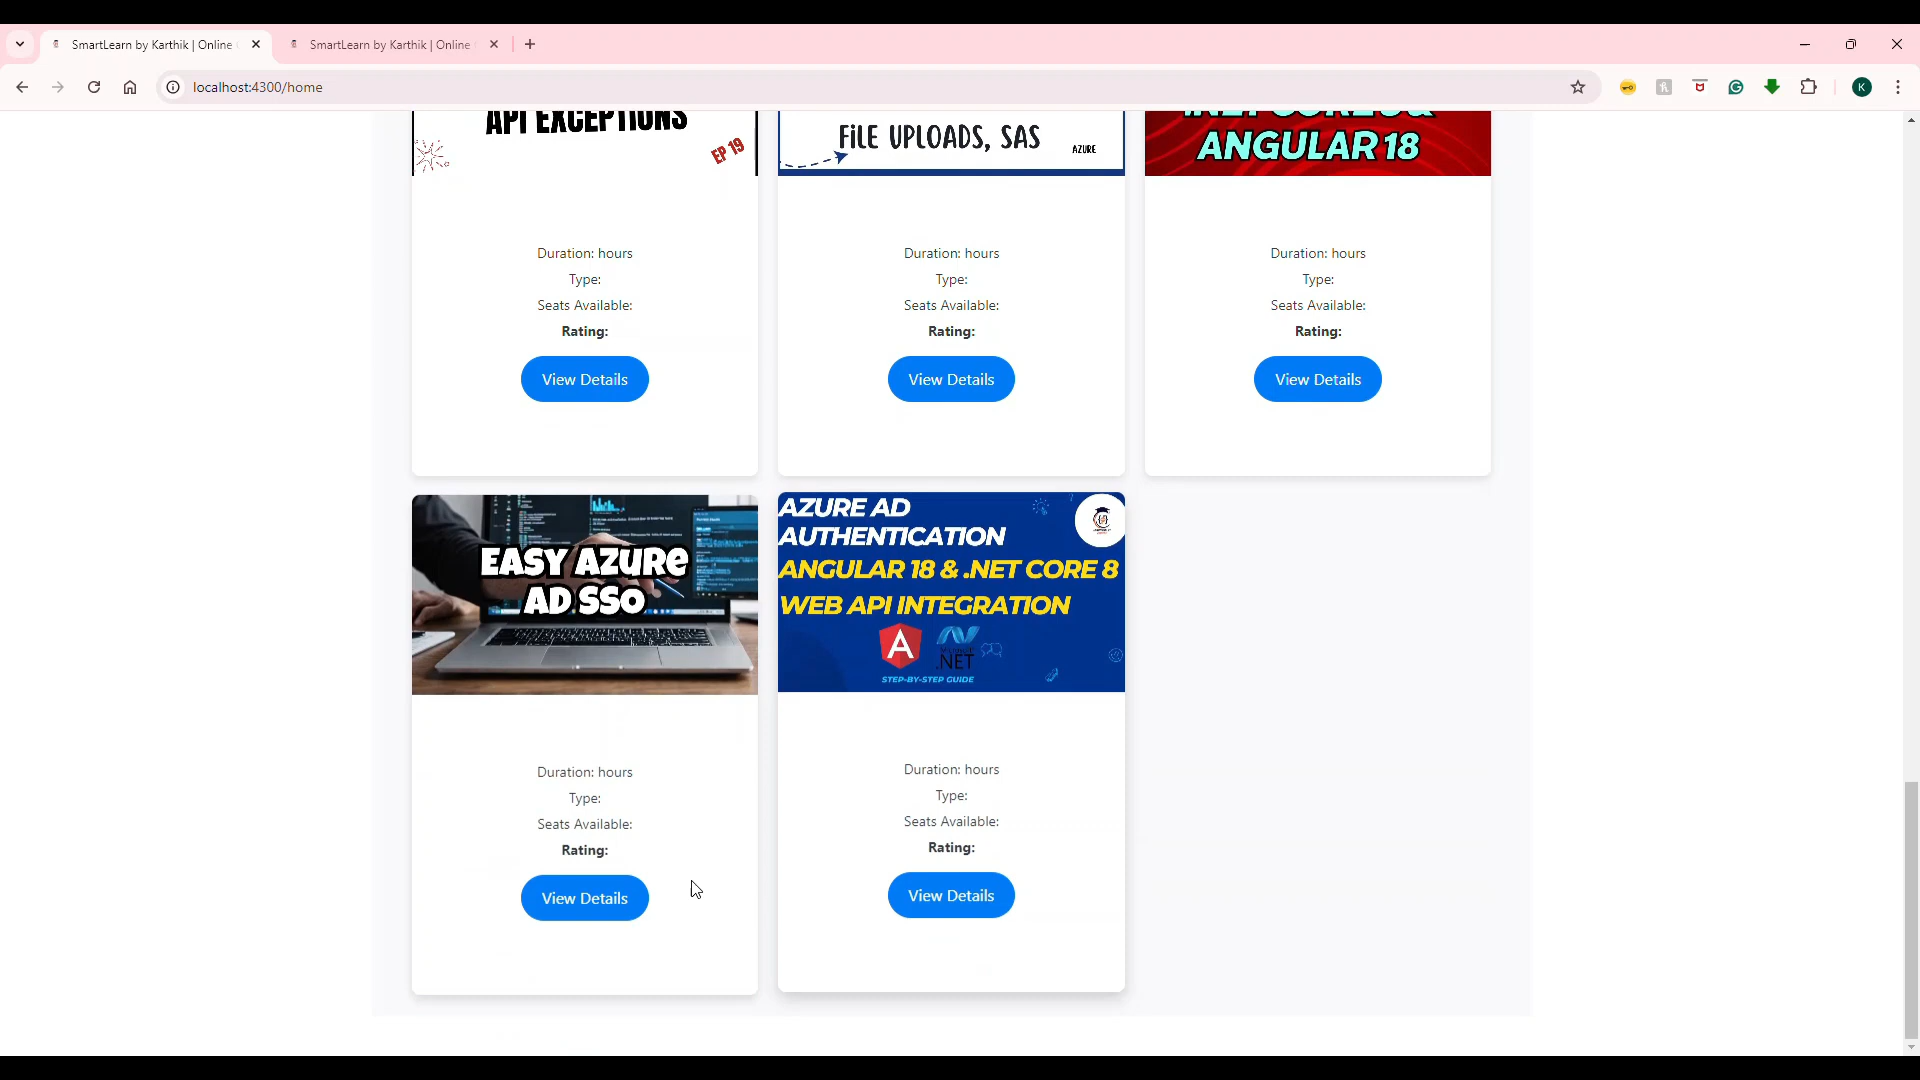 SmartLearn by Karthik | Online
SmartLearn by Karthik | Online
localhost:4300/home
K
API EXCEPTIONS
EP 19
FILE UPLOADS, SAS
AZURE
ANGULAR 18
Duration: hours
Type:
Seats Available:
Rating:
View Details
Duration: hours
Type:
Seats Available:
Rating:
View Details
Duration: hours
Type:
Seats Available:
Rating:
View Details
EASY AZURE
AD SSO
AZURE AD
AUTHENTICATION
ANGULAR 18 & .NET CORE 8
WEB API INTEGRATION
.NET
STEP-BY-STEP GUIDE
Duration: hours
Type:
Seats Available:
Rating:
View Details
Duration: hours
Type:
Seats Available:
Rating:
View Details